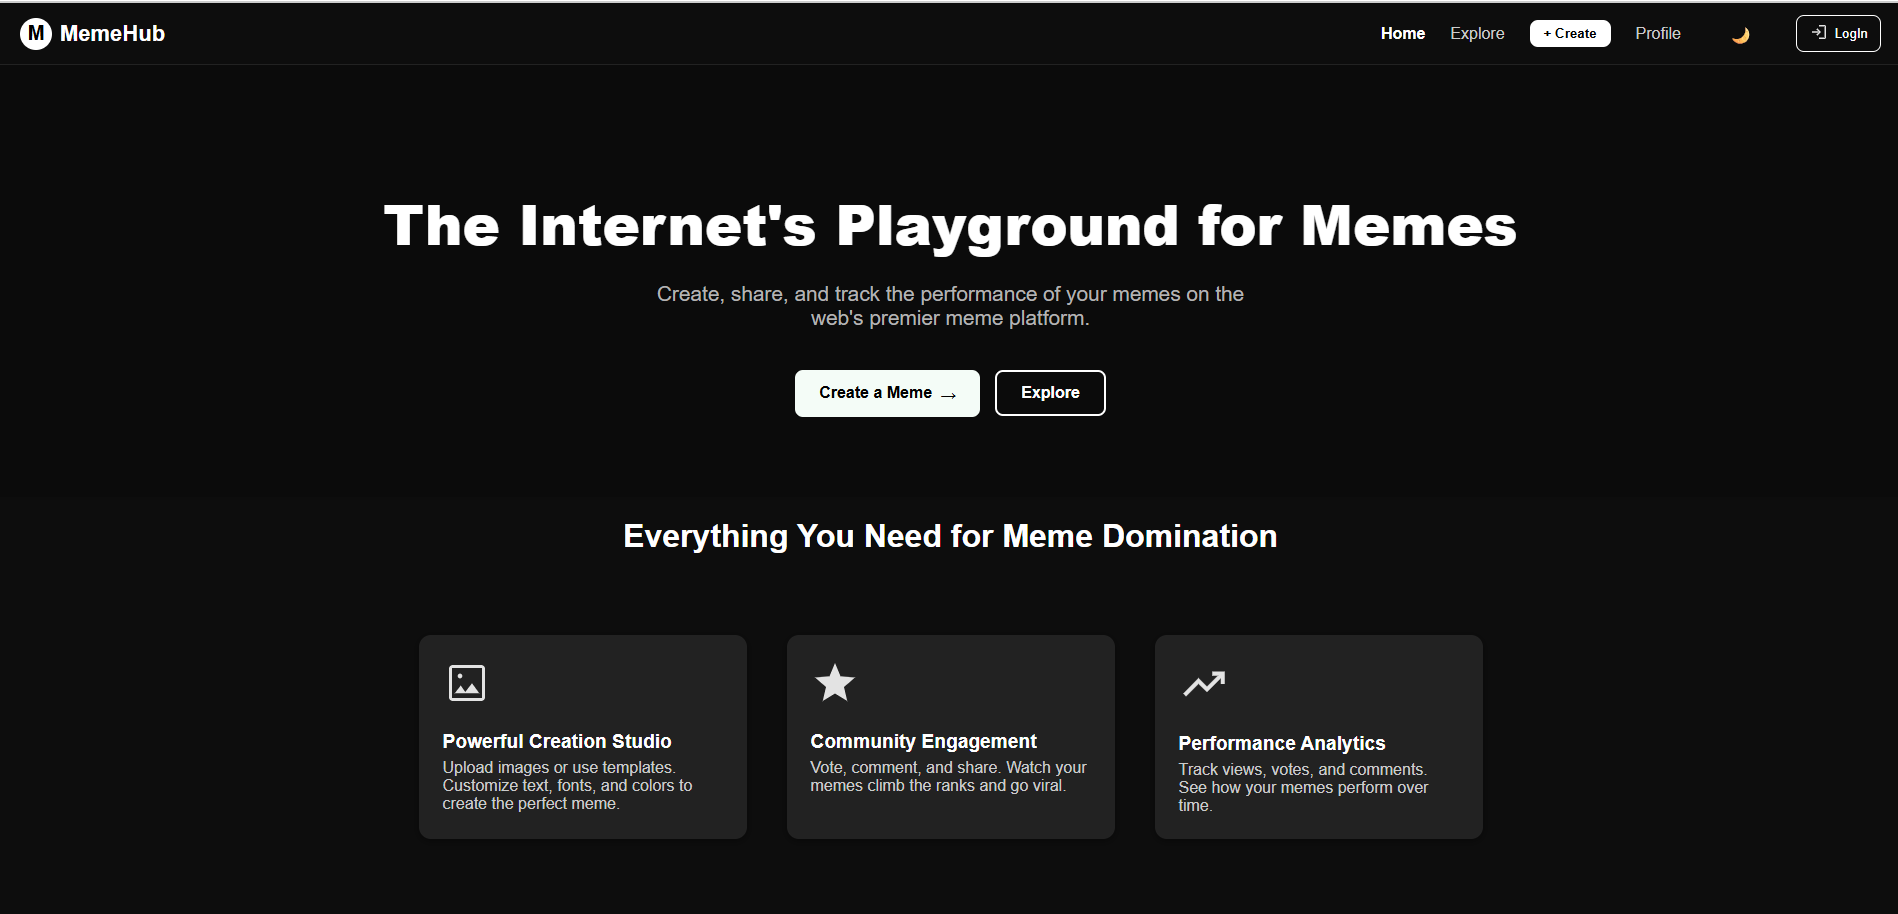 M MemeHub
Home Explore + Create Profile LogIn
The Internet's Playground for Memes
Create, share, and track the performance of your memes on the
web's premier meme platform.
Create a Meme →
Explore
Everything You Need for Meme Domination
Powerful Creation Studio
Upload images or use templates.
Customize text, fonts, and colors to
create the perfect meme.
Community Engagement
Vote, comment, and share. Watch your
memes climb the ranks and go viral.
Performance Analytics
Track views, votes, and comments.
See how your memes perform over
time.